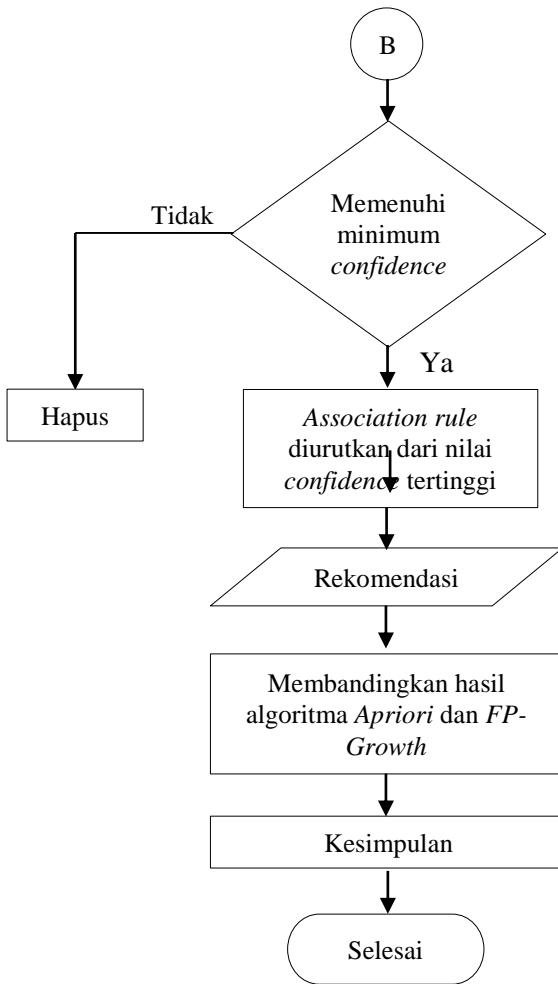 B
Memenuhi
minimum
confidence
Tidak
Ya
Hapus
Association rule
diurutkan dari nilai
confidence tertinggi
Rekomendasi
Membandingkan hasil
algoritma Apriori dan FP-
Growth
Kesimpulan
Selesai